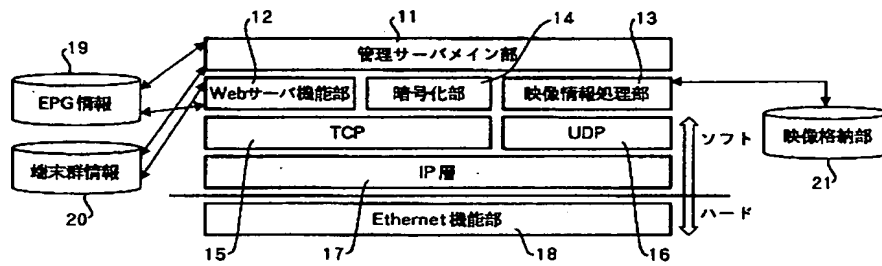 12
11
14
13
19
管理サーバメイン部
Webサーバ機能部
暗号化部
映像情報処理部
EPG情報
TCP
UDP
ソフト
映像格納部
端末群情報
IP層
21
20
Ethernet機能部
ハード
15
17
18
16